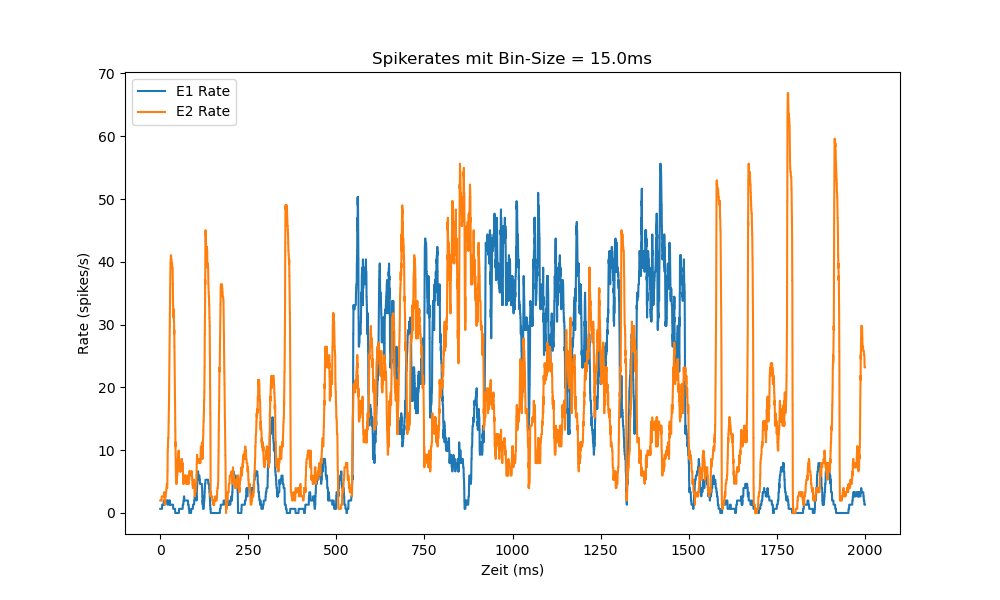 Spikerates mit Bin-Size = 15.0ms
E1 Rate
E2 Rate
Rate (spikes/s)
70
60
50
40
30
20
10
0
0 250 500 750 1000 1250 1500 1750 2000
Zeit (ms)